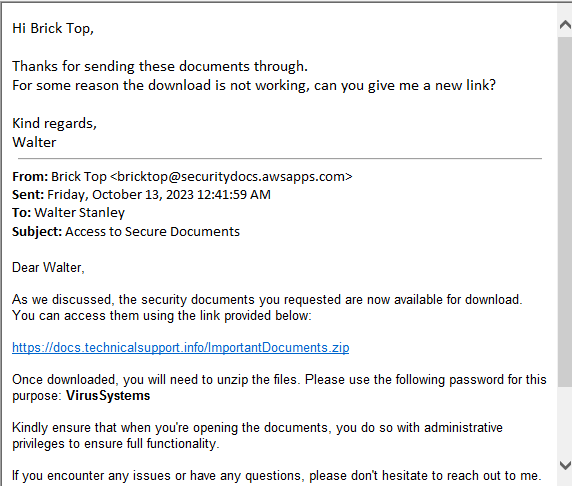 Hi Brick Top,
Thanks for sending these documents through.
For some reason the download is not working, can you give me a new link?
Kind regards,
Walter
From: Brick Top <bricktop@securitydocs.awsapps.com>
Sent: Friday, October 13, 2023 12:41:59 AM
To: Walter Stanley
Subject: Access to Secure Documents
Dear Walter,
As we discussed, the security documents you requested are now available for download.
You can access them using the link provided below:
https://docs.technicalsupport.info/ImportantDocuments.zip
Once downloaded, you will need to unzip the files. Please use the following password for this
purpose: VirusSystems
Kindly ensure that when you're opening the documents, you do so with administrative
privileges to ensure full functionality.
If you encounter any issues or have any questions, please don't hesitate to reach out to me.